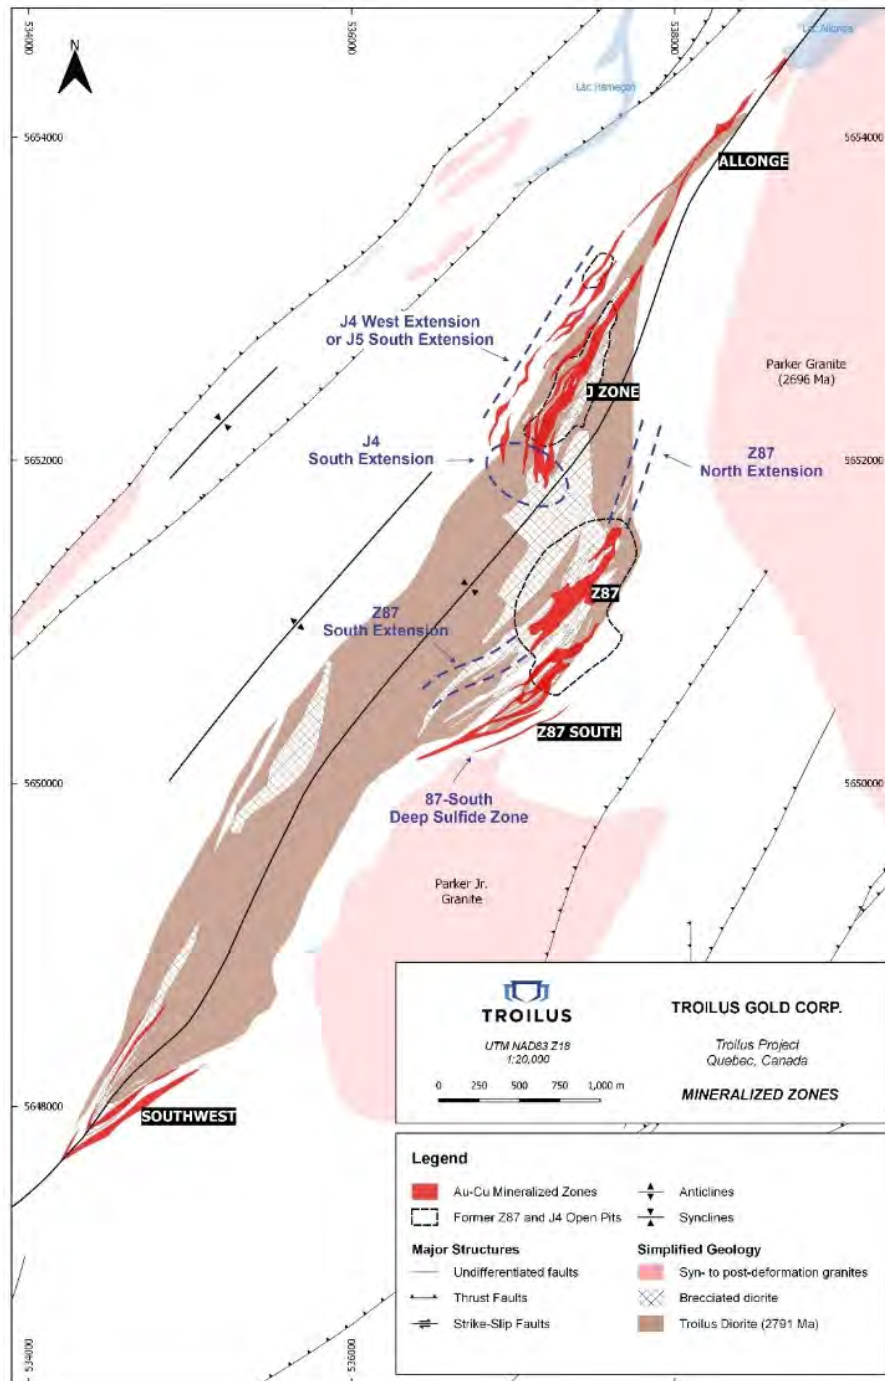 534000
536000
538000
N
Lac Allonge
Lac Hameçon
5654000
5654000
ALLONGE
J4 West Extension
or J5 South Extension
Parker Granite
(2696 Ma)
J ZONE
J4
South Extension
5652000
5652000
Z87
North Extension
Z87
Z87
South Extension
Z87 SOUTH
5650000
5650000
87-South
Deep Sulfide Zone
Parker Jr.
Granite
5648000
SOUTHWEST
TROILUS
UTM NAD83 Z18
1:20,000
0 250 500 750 1,000 m
TROILUS GOLD CORP.
Troilus Project
Quebec, Canada
MINERALIZED ZONES
Legend
Au-Cu Mineralized Zones
Former Z87 and J4 Open Pits
Anticlines
Synclines
Major Structures
Undifferentiated faults
Thrust Faults
Strike-Slip Faults
Simplified Geology
Syn- to post-deformation granites
Brecciated diorite
Troilus Diorite (2791 Ma)
534000
536000